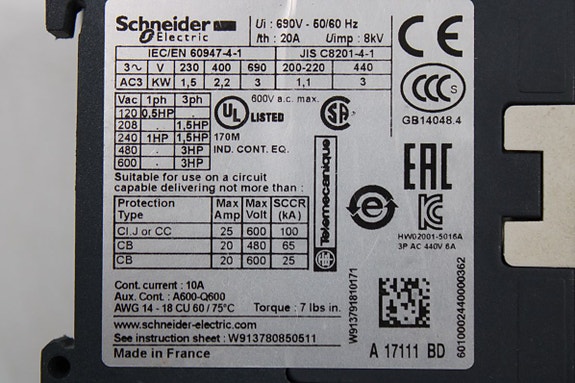 Schneider Electric
Ui : 690V - 50/60 Hz
Ith : 20A Uimp : 8kV
IEC/EN 60947-4-1 JIS C8201-4-1
3~ V 230 400 690 200-220 440
AC3 KW 1,5 2,2 3 1,1 3
Vac 1ph 3ph
120 0.5HP .
208 . 1,5HP
240 1HP 1,5HP
480 . 3HP
600 . 3HP
600V a.c. max.
UL LISTED
170M
IND. CONT. EQ.
SA
CE
CCC S
GB14048.4
EAC
Suitable for use on a circuit
capable delivering not more than :
Protection Type Max Amp Max Volt SCCR (kA)
Cl.J or CC 25 600 100
CB 20 480 65
CB 20 600 25
Telemecanique
e
KC
HW02001-5016A
3P AC 440V 6A
Cont. current : 10A
Aux. Cont. : A600-Q600
AWG 14 - 18 CU 60 / 75°C Torque : 7 lbs in.
www.schneider-electric.com
See instruction sheet : W913780850511
Made in France
W913791810171
A 17111 BD
6010002440000362